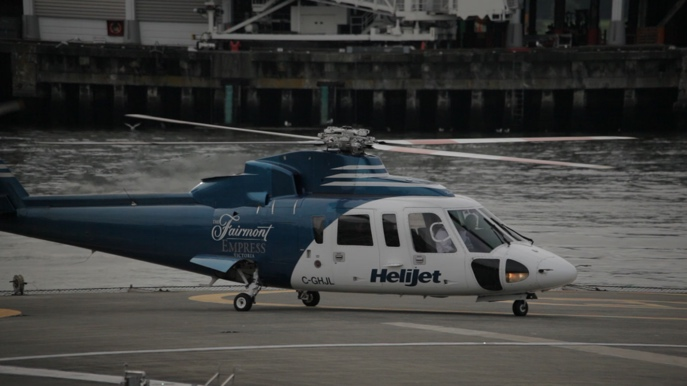 Fairmont
EMPRESS
VICTORIA
C-GHJL
Helijet